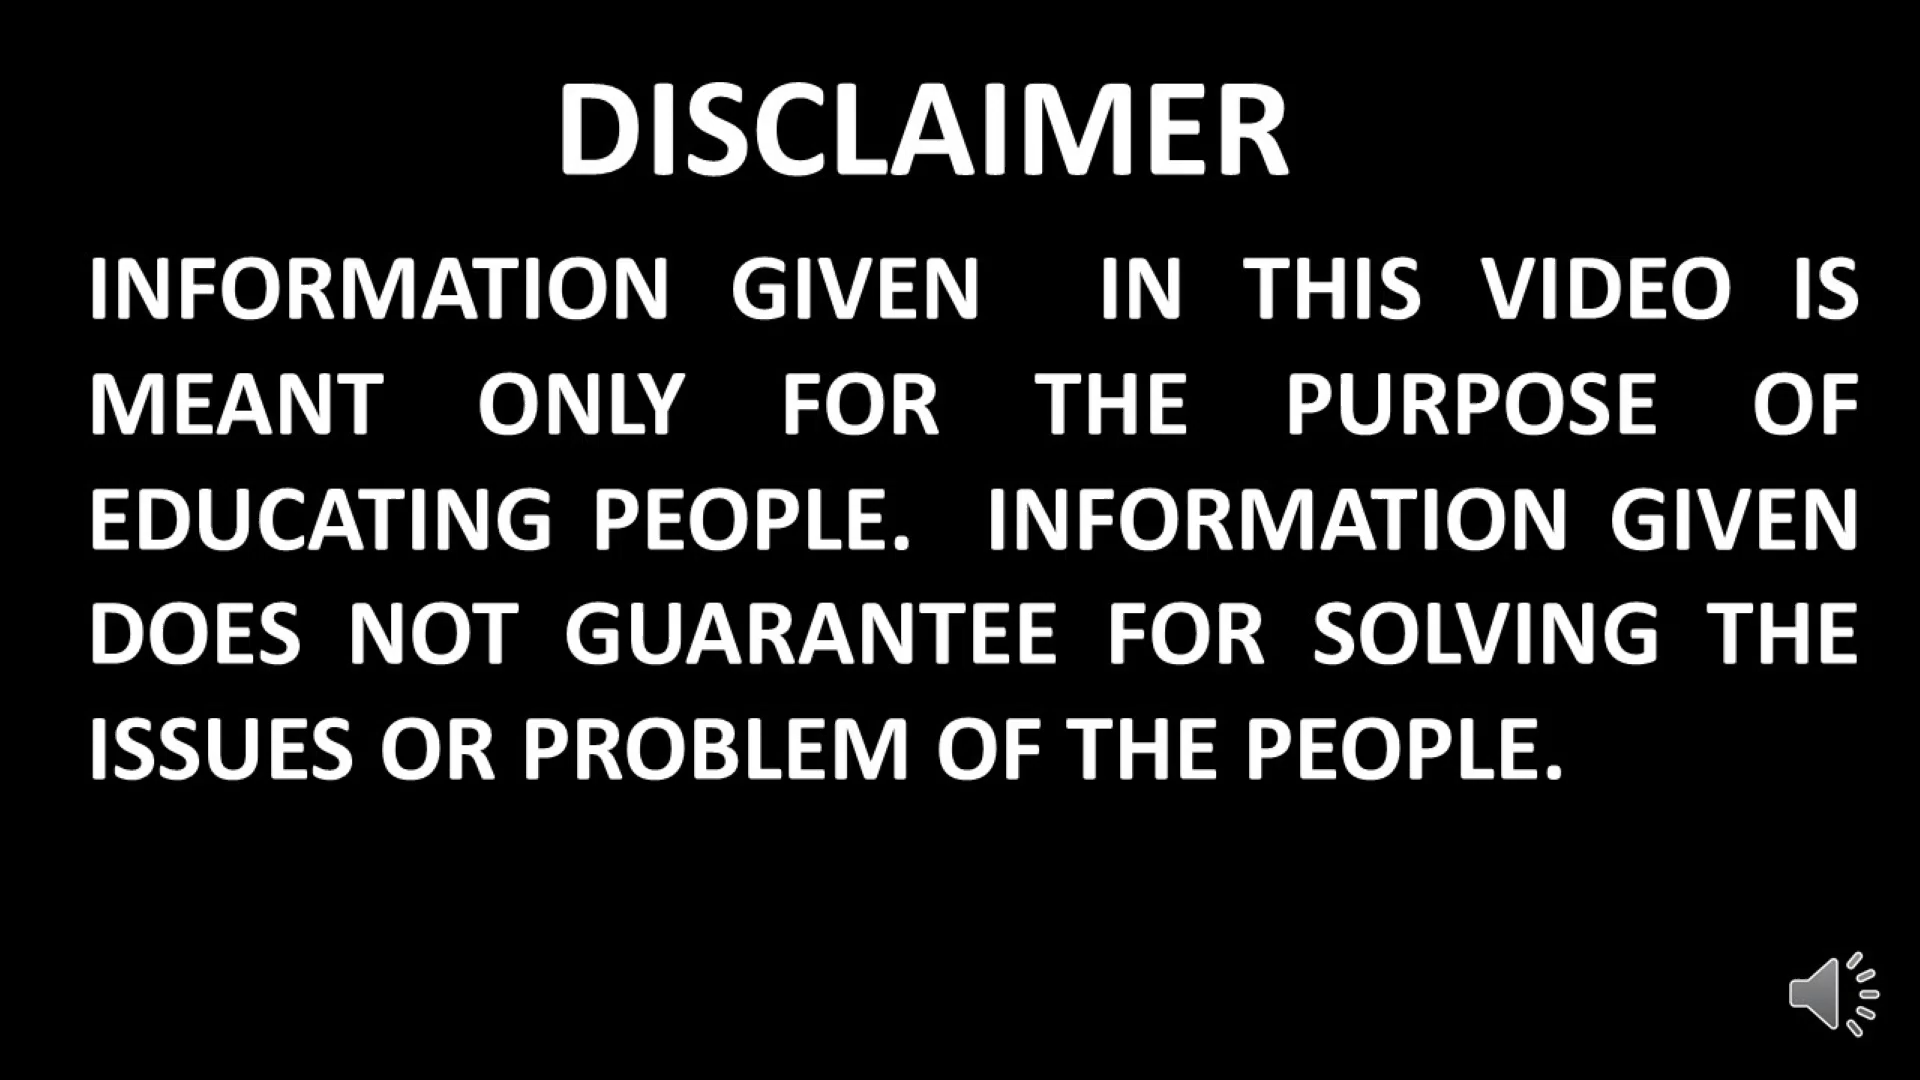 DISCLAIMER
INFORMATION GIVEN IN THIS VIDEO IS
MEANT ONLY FOR THE PURPOSE OF
EDUCATING PEOPLE. INFORMATION GIVEN
DOES NOT GUARANTEE FOR SOLVING THE
ISSUES OR PROBLEM OF THE PEOPLE.